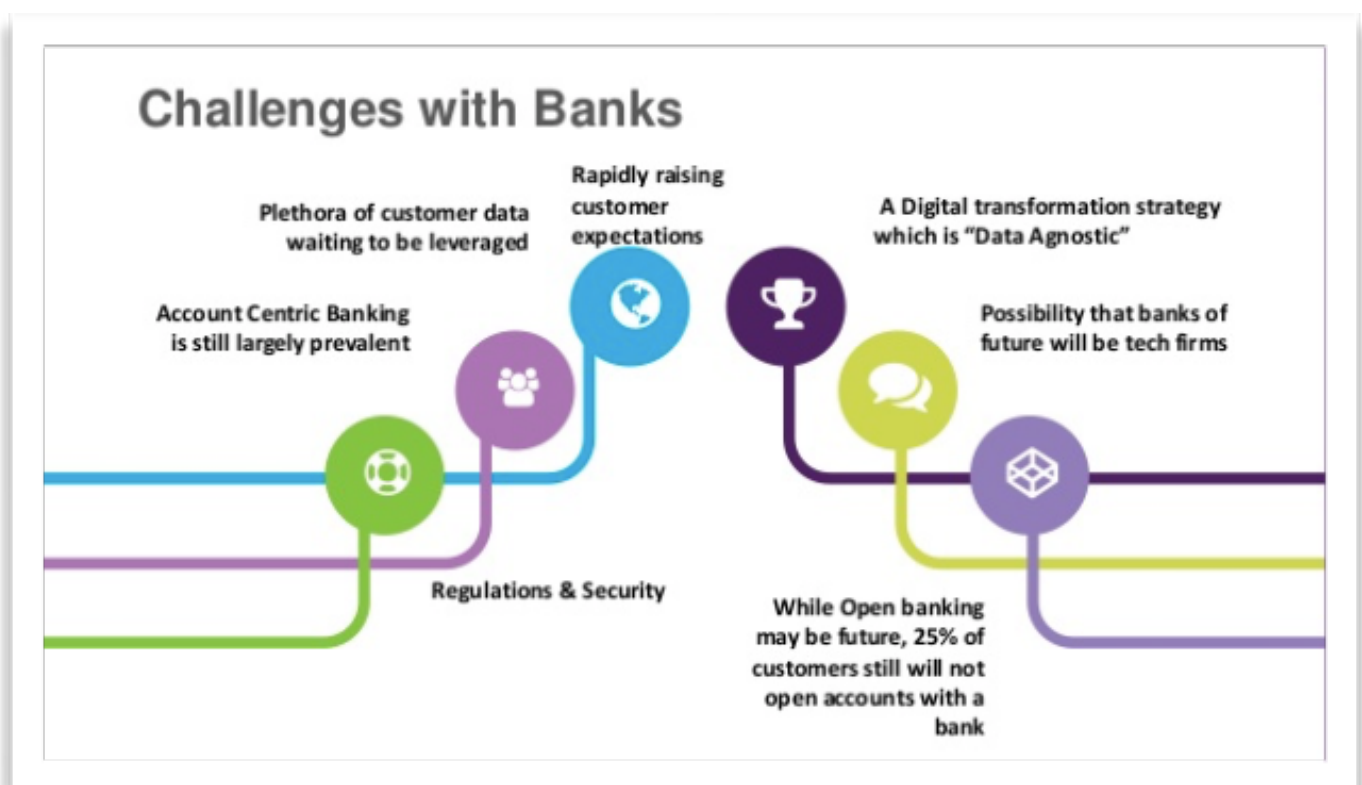 Challenges with Banks
Rapidly raising
customer
expectations
Plethora of customer data
waiting to be leveraged
A Digital transformation strategy
which is “Data Agnostic”
Account Centric Banking
is still largely prevalent
Possibility that banks of
future will be tech firms
Regulations & Security
While Open banking
may be future, 25% of
customers still will not
open accounts with a
bank